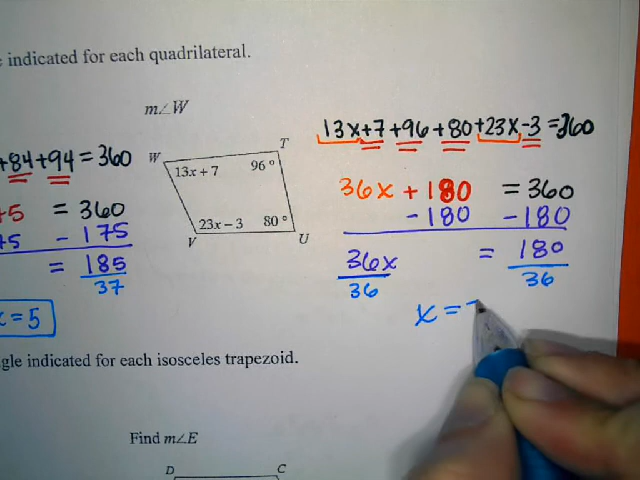 indicated for each quadrilateral.
m∠W
13x+7+96+80+23x-3=360
+84+94=360
W
T
13x + 7
96°
36x + 180 = 360
+5 = 360
-180 -180
- 175
23x − 3
80°
V
U
36x = 180
= 185
36 36
37
x = 5
x =
gle indicated for each isosceles trapezoid.
Find m∠E
D
C